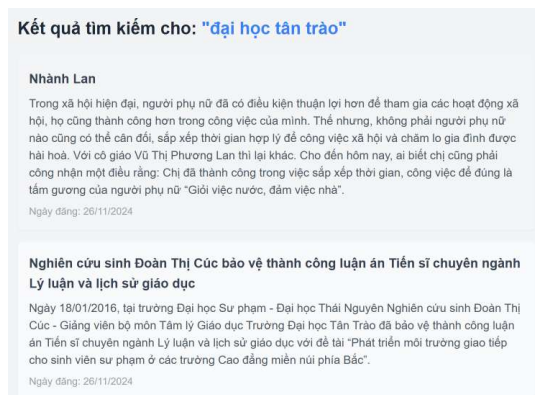 Kết quả tìm kiếm cho: "đại học tân trào"
Nhành Lan
Trong xã hội hiện đại, người phụ nữ đã có điều kiện thuận lợi hơn để tham gia các hoạt động xã
hội, họ cũng thành công hơn trong công việc của mình. Thế nhưng, không phải người phụ nữ
nào cũng có thể cân đối, sắp xếp thời gian hợp lý để công việc xã hội và chăm lo gia đình được
hài hoà. Với cô giáo Vũ Thị Phương Lan thì lại khác. Cho đến hôm nay, ai biết chị cũng phải
công nhận một điều rằng: Chị đã thành công trong việc sắp xếp thời gian, công việc để đúng là
tấm gương của người phụ nữ “Giỏi việc nước, đảm việc nhà”.
Ngày đăng: 26/11/2024
Nghiên cứu sinh Đoàn Thị Cúc bảo vệ thành công luận án Tiến sĩ chuyên ngành
Lý luận và lịch sử giáo dục
Ngày 18/01/2016, tại trường Đại học Sư phạm - Đại học Thái Nguyên Nghiên cứu sinh Đoàn Thị
Cúc - Giảng viên bộ môn Tâm lý Giáo dục Trường Đại học Tân Trào đã bảo vệ thành công luận
án Tiến sĩ chuyên ngành Lý luận và lịch sử giáo dục với đề tài “Phát triển môi trường giao tiếp
cho sinh viên sư phạm ở các trường Cao đẳng miền núi phía Bắc”.
Ngày đăng: 26/11/2024